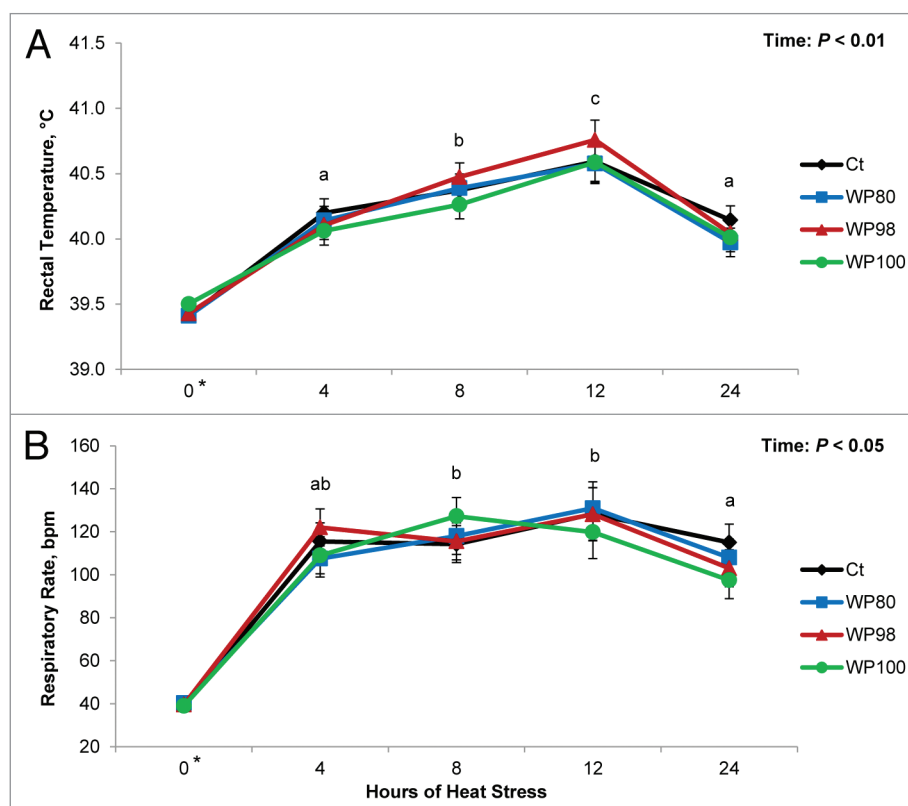 A
Time: P < 0.01
41.5
41.0
40.5
40.0
39.5
39.0
Rectal Temperature, °C
a
b
c
a
Ct
WP80
WP98
WP100
0 *
4
8
12
24
B
Time: P < 0.05
160
140
120
100
80
60
40
20
Respiratory Rate, bpm
ab
b
b
a
Ct
WP80
WP98
WP100
0 *
4
8
12
24
Hours of Heat Stress